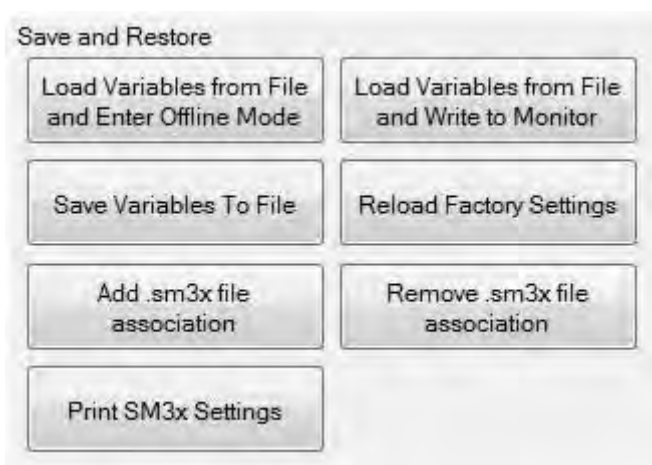 Save and Restore
Load Variables from File
and Enter Offline Mode
Load Variables from File
and Write to Monitor
Save Variables To File
Reload Factory Settings
Add .sm3x file
association
Remove .sm3x file
association
Print SM3x Settings